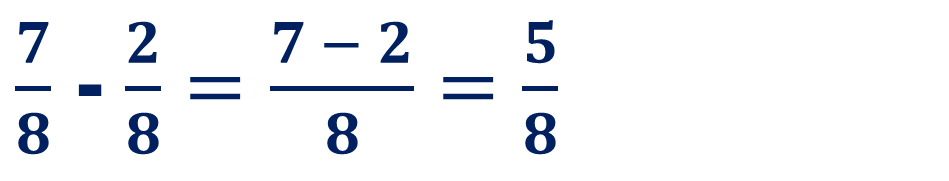 7/8 - 2/8 = (7 − 2)/8 = 5/8